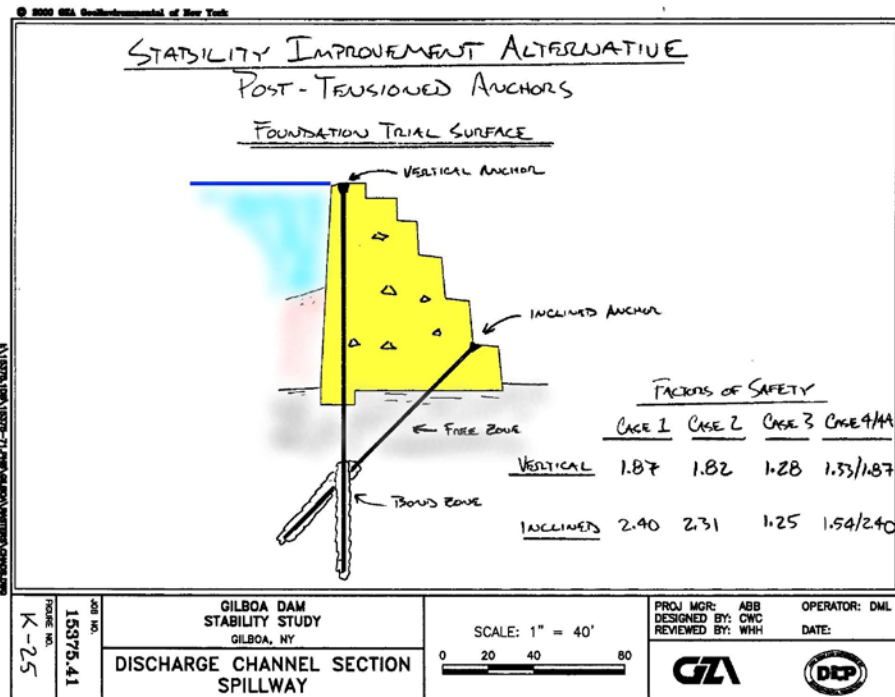 © 2000 GZA GeoEnvironmental of New York
STABILITY IMPROVEMENT ALTERNATIVE
POST-TENSIONED ANCHORS
FOUNDATION TRIAL SURFACE
VERTICAL ANCHOR
INCLINED ANCHOR
FREE ZONE
BOND ZONE
FACTORS OF SAFETY
CASE 1 CASE 2 CASE 3 CASE 4/4A
VERTICAL 1.87 1.82 1.28 1.33/1.87
INCLINED 2.40 2.31 1.25 1.54/2.40
FIGURE NO.
K-25
JOB NO.
15375.41
GILBOA DAM
STABILITY STUDY
GILBOA, NY
DISCHARGE CHANNEL SECTION
SPILLWAY
SCALE: 1" = 40'
0 20 40 60 80
PROJ MGR: ABB
DESIGNED BY: CWC
REVIEWED BY: WHH
OPERATOR: DML
DATE:
GZA
DEP